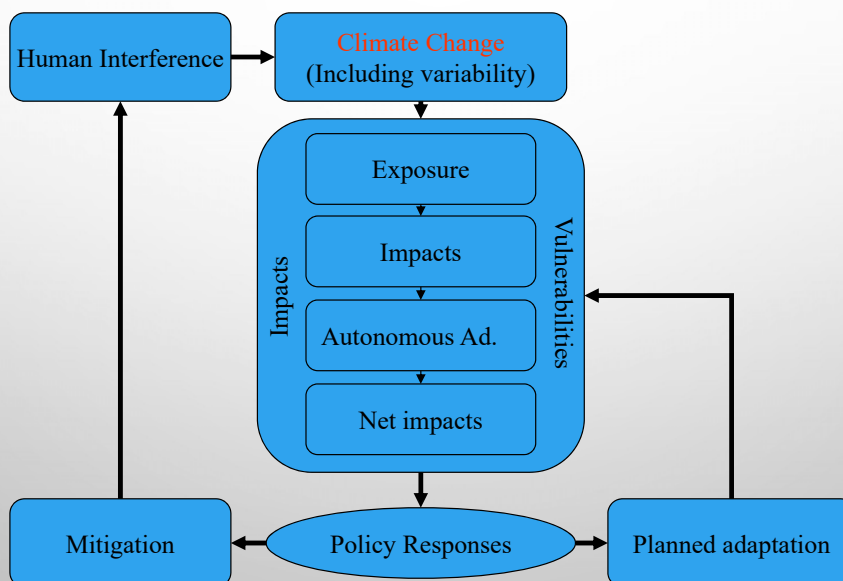 Human Interference
Climate Change
(Including variability)
Exposure
Impacts
Autonomous Ad.
Net impacts
Impacts
Vulnerabilities
Mitigation
Policy Responses
Planned adaptation